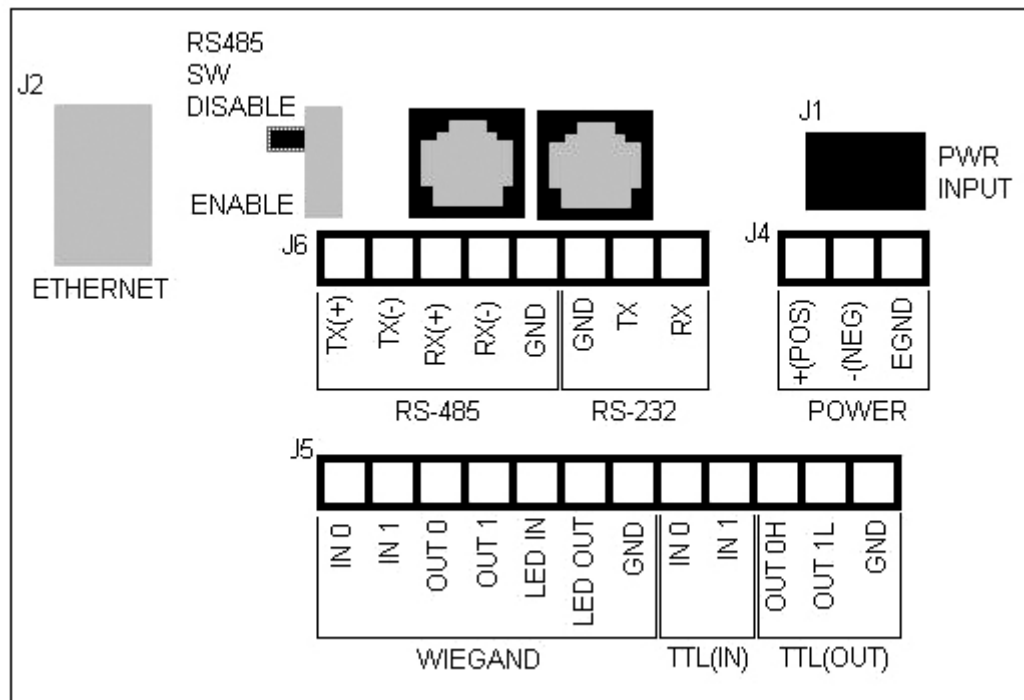 RS485
SW
DISABLE
ENABLE
J2
ETHERNET
J1
PWR
INPUT
J6
TX(+)
TX(-)
RX(+)
RX(-)
GND
GND
TX
RX
RS-485
RS-232
J4
+(POS)
-(NEG)
EGND
POWER
J5
IN 0
IN 1
OUT 0
OUT 1
LED IN
LED OUT
GND
IN 0
IN 1
OUT 0H
OUT 1L
GND
WIEGAND
TTL(IN)
TTL(OUT)